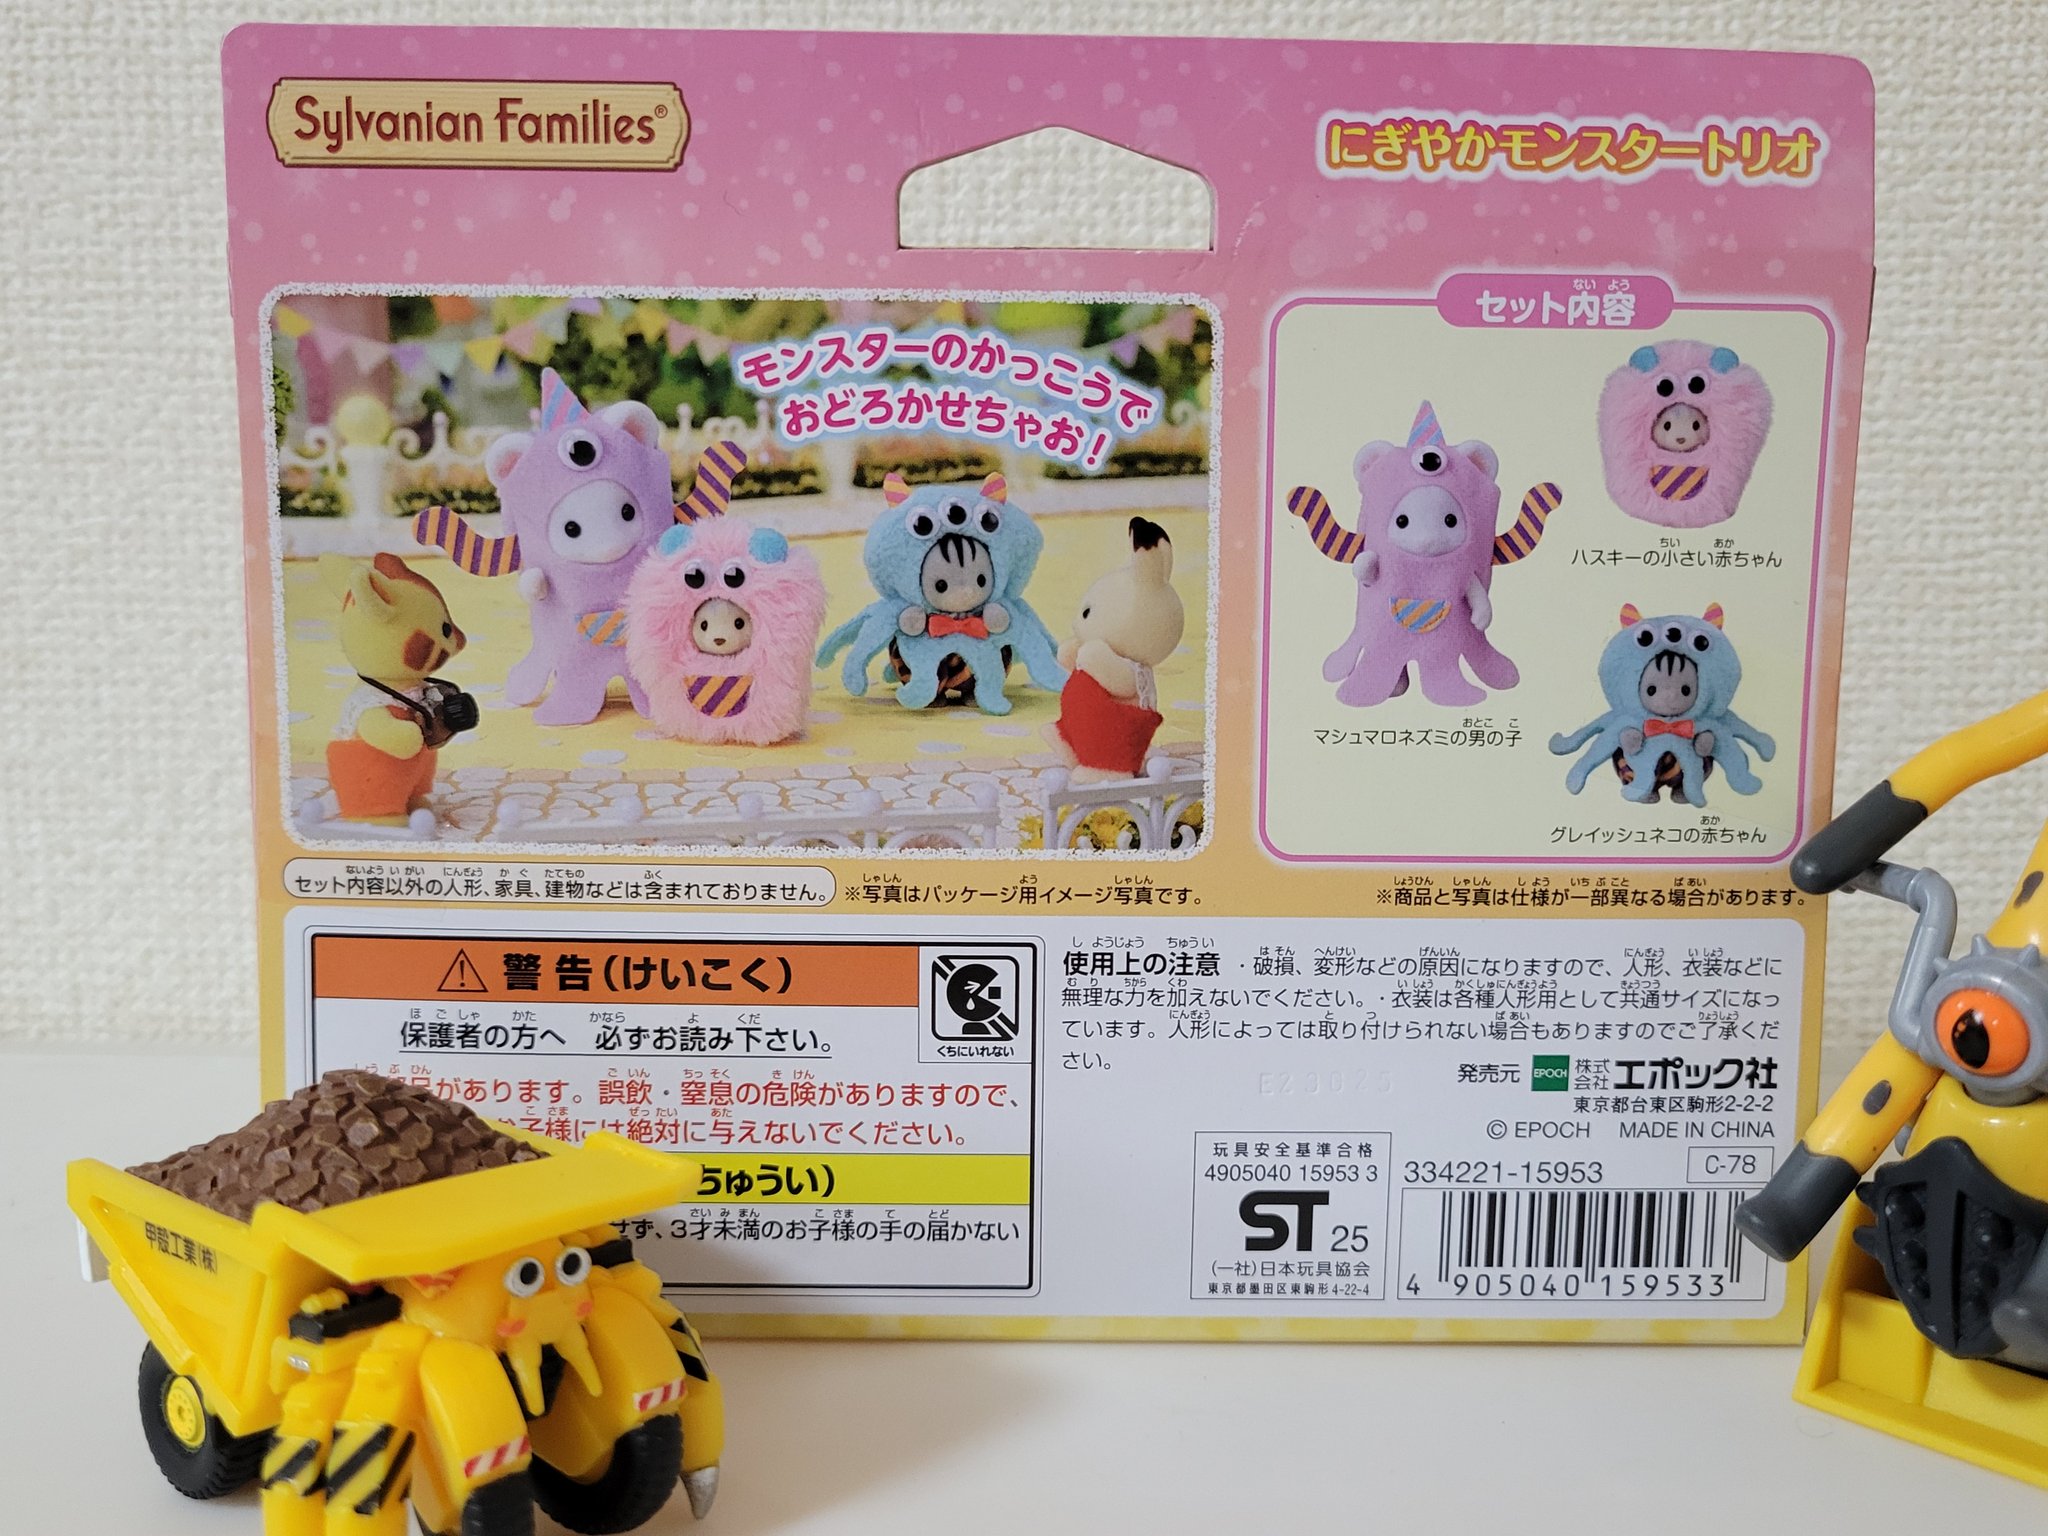 Sylvanian Families®
にぎやかモンスタートリオ
モンスターのかっこうで
おどろかせちゃお！
セット内容
ハスキーの小さい赤ちゃん
マシュマロネズミの男の子
グレイッシュネコの赤ちゃん
セット内容以外の人形、家具、建物などは含まれておりません。
※写真はパッケージ用イメージ写真です。
※商品と写真は仕様が一部異なる場合があります。
警告(けいこく)
保護者の方へ 必ずお読み下さい。
くちにいれない
があります。誤飲・窒息の危険がありますので、
お子様には絶対に与えないでください。
ちゅうい)
せず、3才未満のお子様の手の届かない
使用上の注意 ・破損、変形などの原因になりますので、人形、衣装などに
無理な力を加えないでください。・衣装は各種人形用として共通サイズになっ
ています。人形によっては取り付けられない場合もありますのでご了承くだ
さい。
E23023
発売元 EPOCH 株式会社 エポック社
東京都台東区駒形2-2-2
© EPOCH MADE IN CHINA
玩具安全基準合格
4905040 15953 3
ST 25
(一社)日本玩具協会
東京都墨田区東駒形4-22-4
334221-15953
C-78
4 905040 159533
甲殻工業(株)